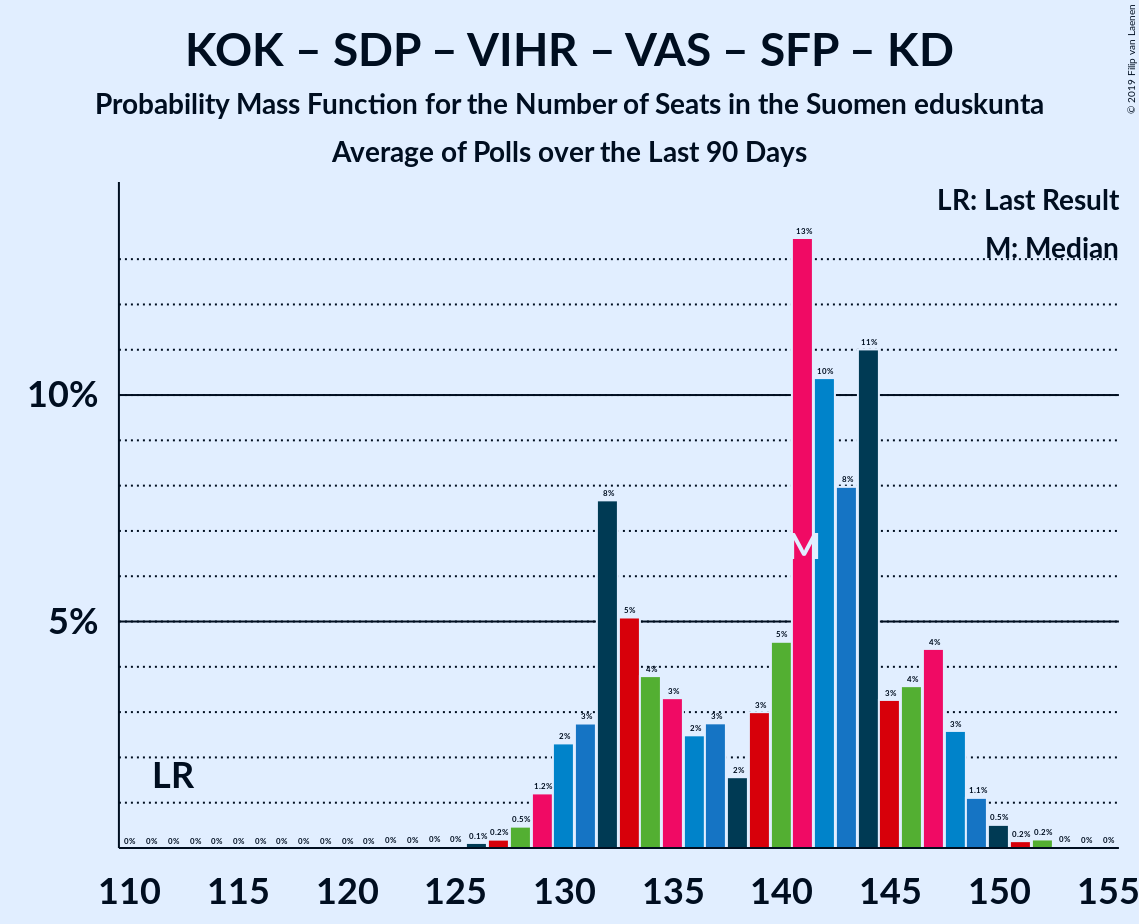 KOK – SDP – VIHR – VAS – SFP – KD
Probability Mass Function for the Number of Seats in the Suomen eduskunta
Average of Polls over the Last 90 Days
© 2019 Filip van Laenen
LR: Last Result
M: Median
10%
5%
LR
M
0% 0% 0% 0% 0% 0% 0% 0% 0% 0% 0% 0% 0% 0% 0% 0% 0.1% 0.2% 0.5% 1.2% 2% 3% 8% 5% 4% 3% 2% 3% 2% 3% 5% 13% 10% 8% 11% 3% 4% 4% 3% 1.1% 0.5% 0.2% 0.2% 0% 0% 0%
110 115 120 125 130 135 140 145 150 155